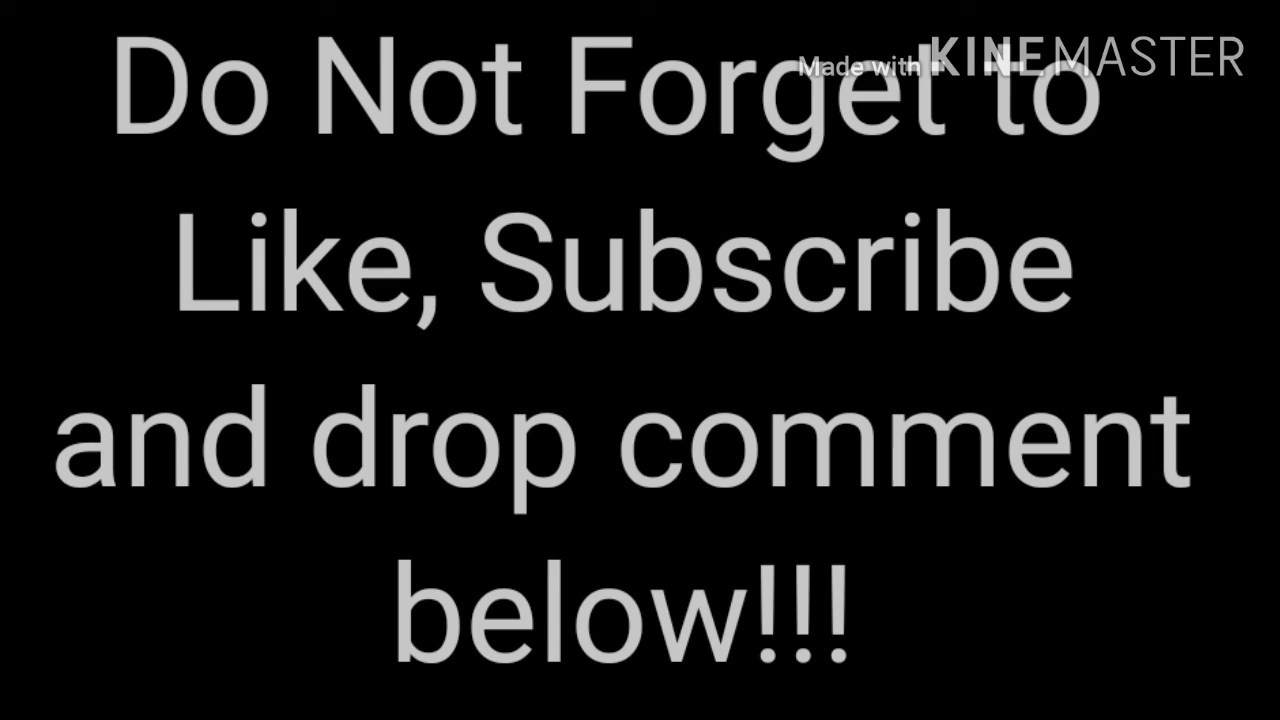 Made with KINEMASTER
Do Not Forget to
Like, Subscribe
and drop comment
below!!!